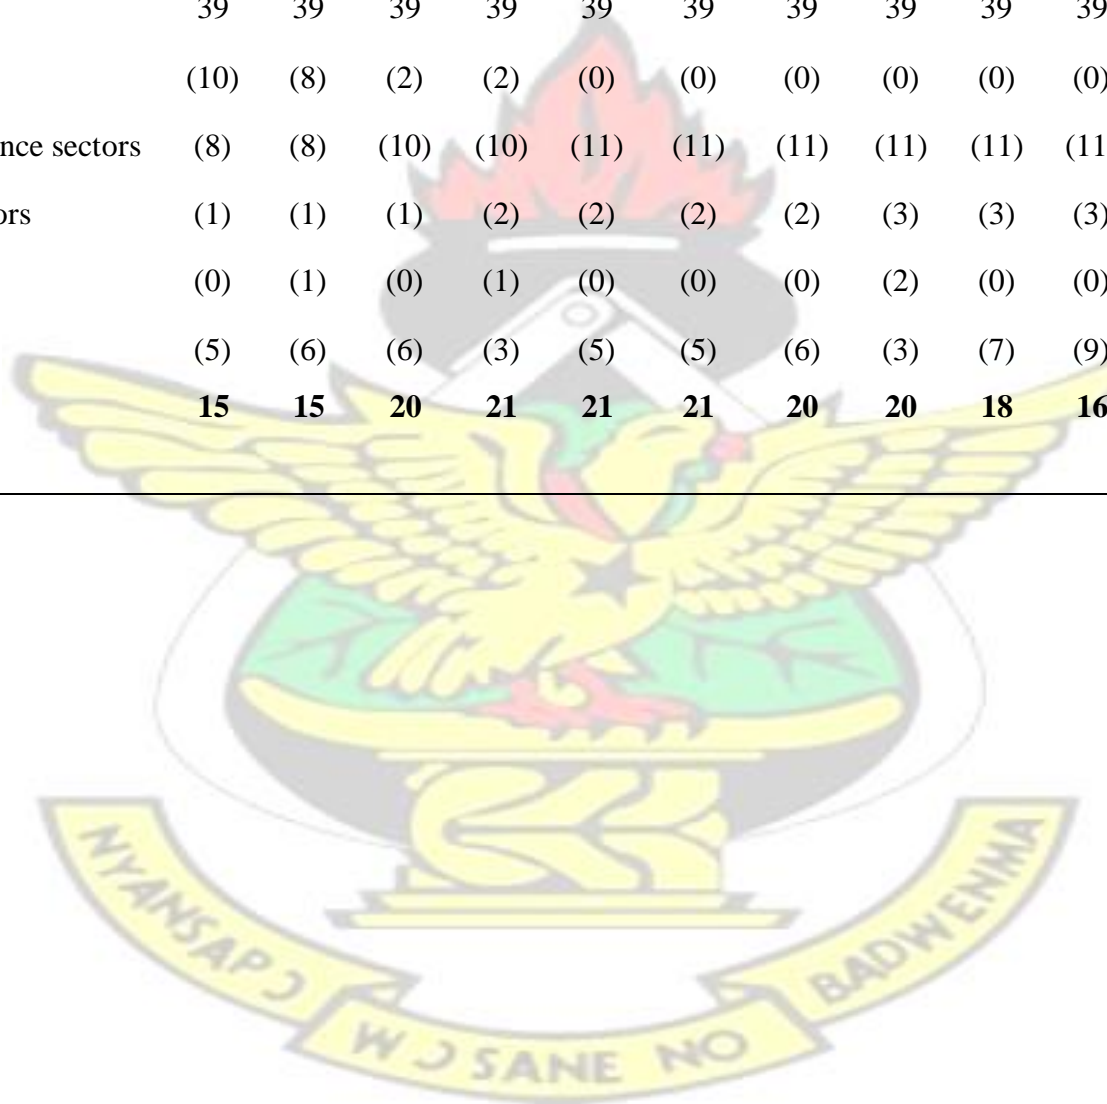 39 39 39 39 39 39 39 39 39 39
(10) (8) (2) (2) (0) (0) (0) (0) (0) (0)
nce sectors (8) (8) (10) (10) (11) (11) (11) (11) (11) (11
ors (1) (1) (1) (2) (2) (2) (2) (3) (3) (3)
(0) (1) (0) (1) (0) (0) (0) (2) (0) (0)
(5) (6) (6) (3) (5) (5) (6) (3) (7) (9)
15 15 20 21 21 21 20 20 18 16
NYANSAPƆ WƆSANE NO BADWENMA